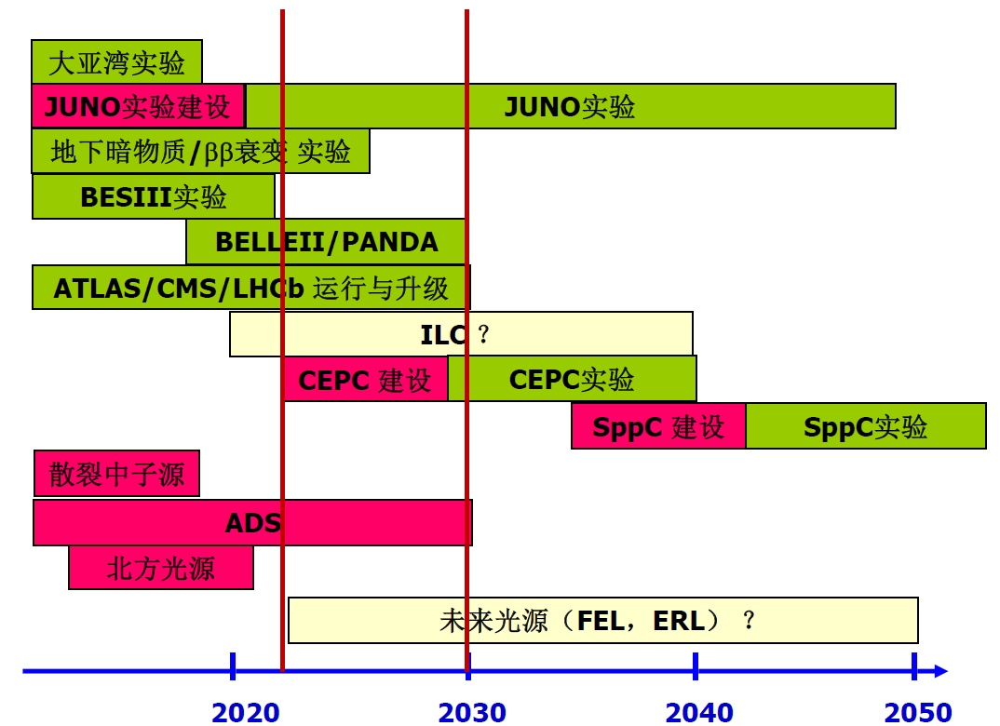 大亚湾实验
JUNO实验建设
JUNO实验
地下暗物质/ββ衰变 实验
BESIII实验
BELLEII/PANDA
ATLAS/CMS/LHCb 运行与升级
ILC ？
CEPC 建设
CEPC实验
SppC 建设
SppC实验
散裂中子源
ADS
北方光源
未来光源（FEL，ERL）？
2020
2030
2040
2050